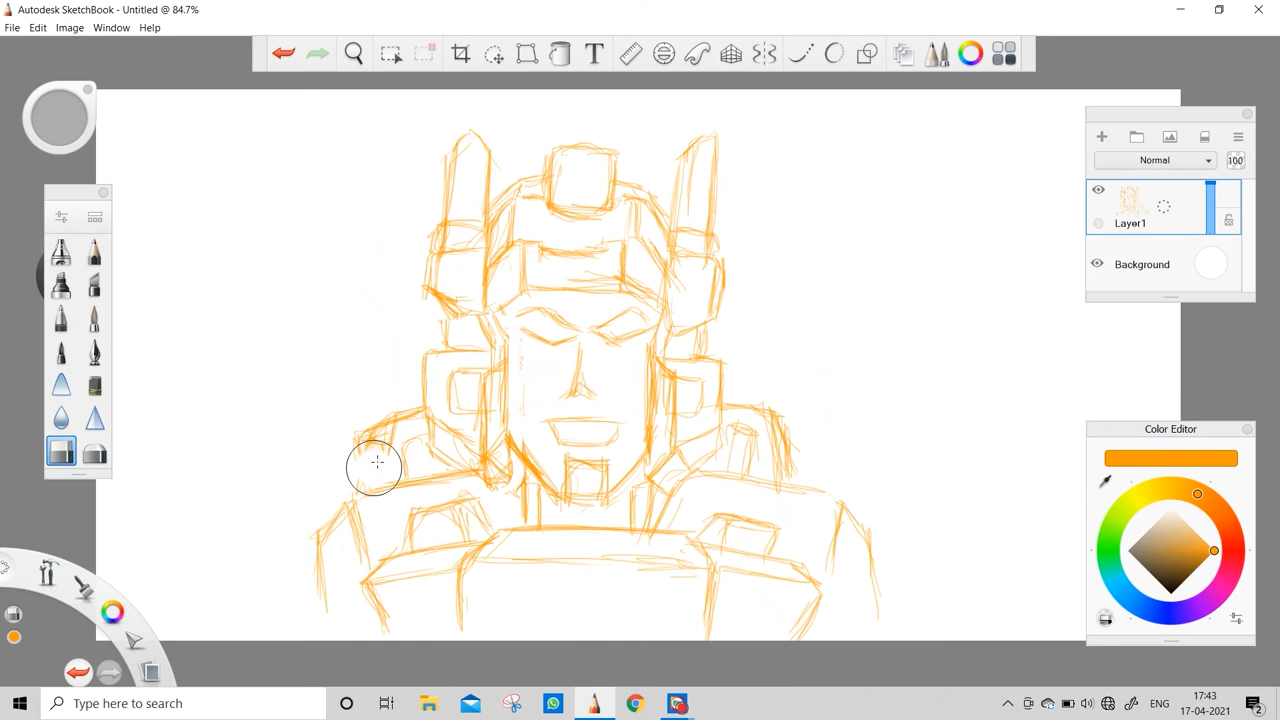 Autodesk SketchBook - Untitled @ 84.7%
File Edit Image Window Help
T
Normal 100
Layer1
Background
Color Editor
Type here to search
ENG
17:43
17-04-2021
2